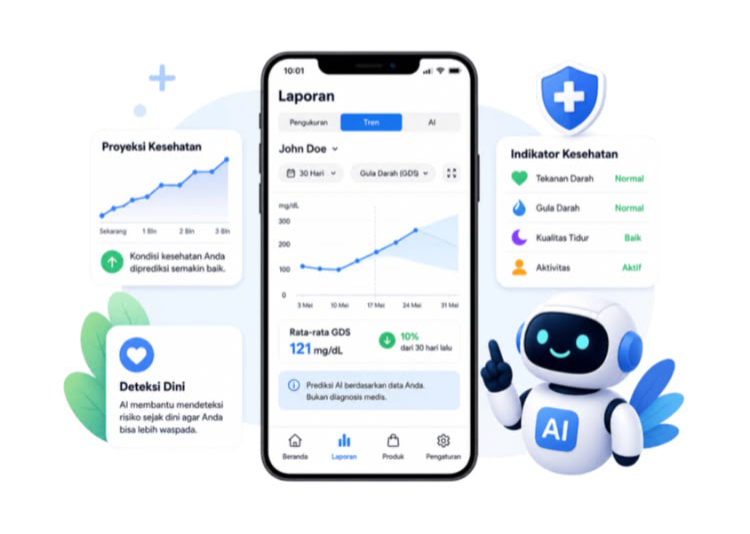 10:01
Laporan
Pengukuran
Tren
AI
John Doe
30 Hari
Gula Darah (GDS)
mg/dL
300
200
100
0
3 Mei
10 Mei
17 Mei
24 Mei
31 Mei
Rata-rata GDS
121 mg/dL
10%
dari 30 hari lalu
Prediksi AI berdasarkan data Anda.
Bukan diagnosis medis.
Beranda
Laporan
Produk
Pengaturan
Proyeksi Kesehatan
Sekarang
1 Bln
2 Bln
3 Bln
Kondisi kesehatan Anda
diprediksi semakin baik.
Deteksi Dini
AI membantu mendeteksi
risiko sejak dini agar Anda
bisa lebih waspada.
Indikator Kesehatan
Tekanan Darah Normal
Gula Darah Normal
Kualitas Tidur Baik
Aktivitas Aktif
AI